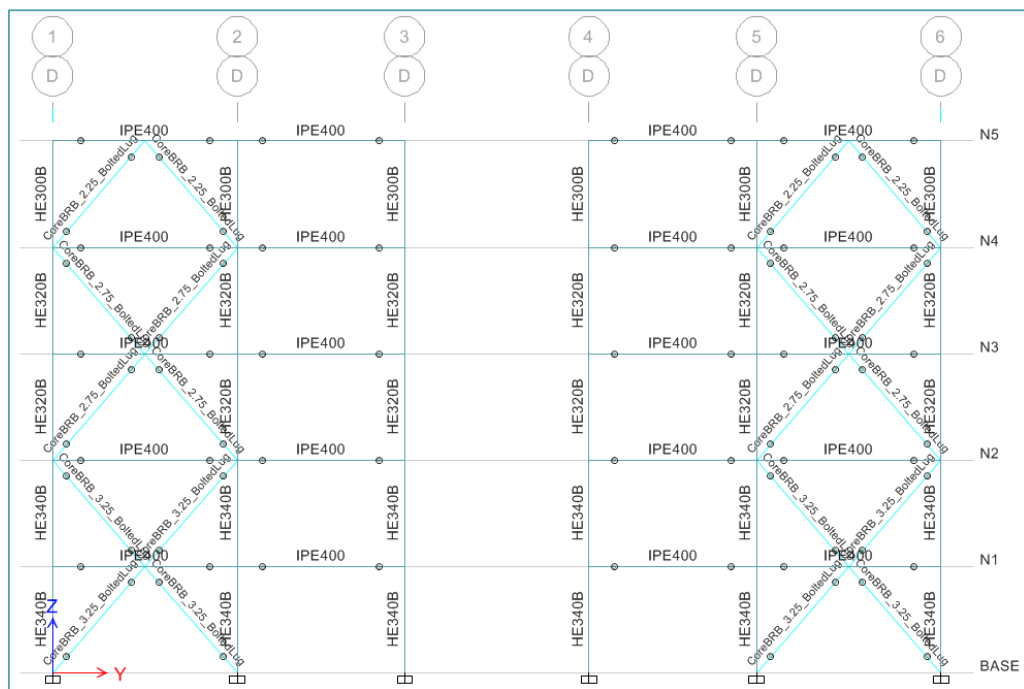 1 2 3 4 5 6
D D D D D D
IPE400 IPE400 IPE400 IPE400 N5
CoreBRB_2.25_BoltedLug CoreBRB_2.25_BoltedLug CoreBRB_2.25_BoltedLug CoreBRB_2.25_BoltedLug
HE300B HE300B HE300B HE300B HE300B HE300B
IPE400 IPE400 IPE400 IPE400 N4
CoreBRB_2.75_BoltedLug CoreBRB_2.75_BoltedLug CoreBRB_2.75_BoltedLug CoreBRB_2.75_BoltedLug
HE320B HE320B HE320B HE320B HE320B HE320B
IPE400 IPE400 IPE400 IPE400 N3
CoreBRB_2.75_BoltedLug CoreBRB_2.75_BoltedLug CoreBRB_2.75_BoltedLug CoreBRB_2.75_BoltedLug
HE320B HE320B HE320B HE320B HE320B HE320B
IPE400 IPE400 IPE400 IPE400 N2
CoreBRB_3.25_BoltedLug CoreBRB_3.25_BoltedLug CoreBRB_3.25_BoltedLug CoreBRB_3.25_BoltedLug
HE340B HE340B HE340B HE340B HE340B HE340B
IPE400 IPE400 IPE400 IPE400 N1
CoreBRB_3.25_BoltedLug CoreBRB_3.25_BoltedLug CoreBRB_3.25_BoltedLug CoreBRB_3.25_BoltedLug
HE340B HE340B HE340B HE340B HE340B HE340B
Z
Y
BASE